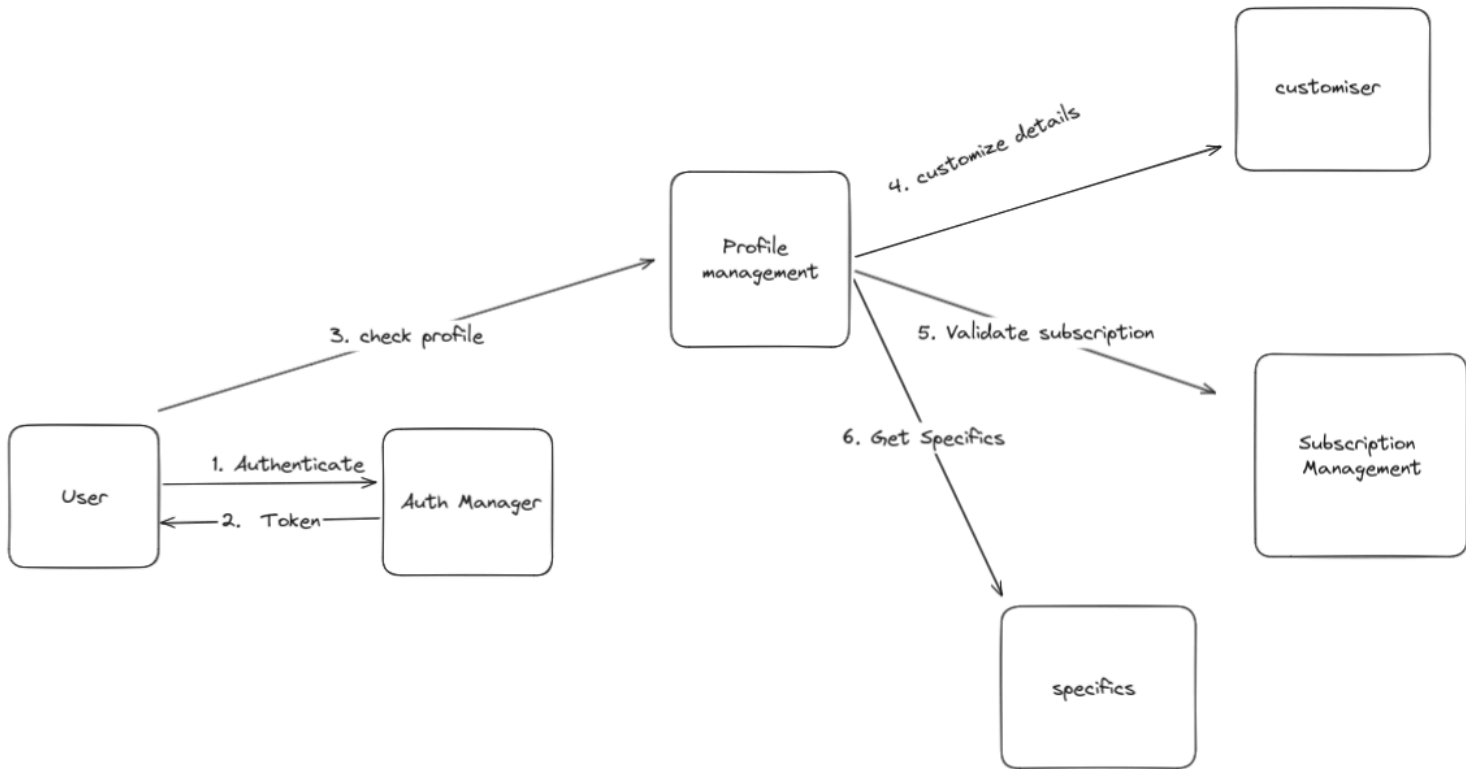 customiser
4. customize details
Profile
management
3. check profile
5. Validate subscription
6. Get Specifics
Subscription
Management
1. Authenticate
User
Auth Manager
2. Token
specifics